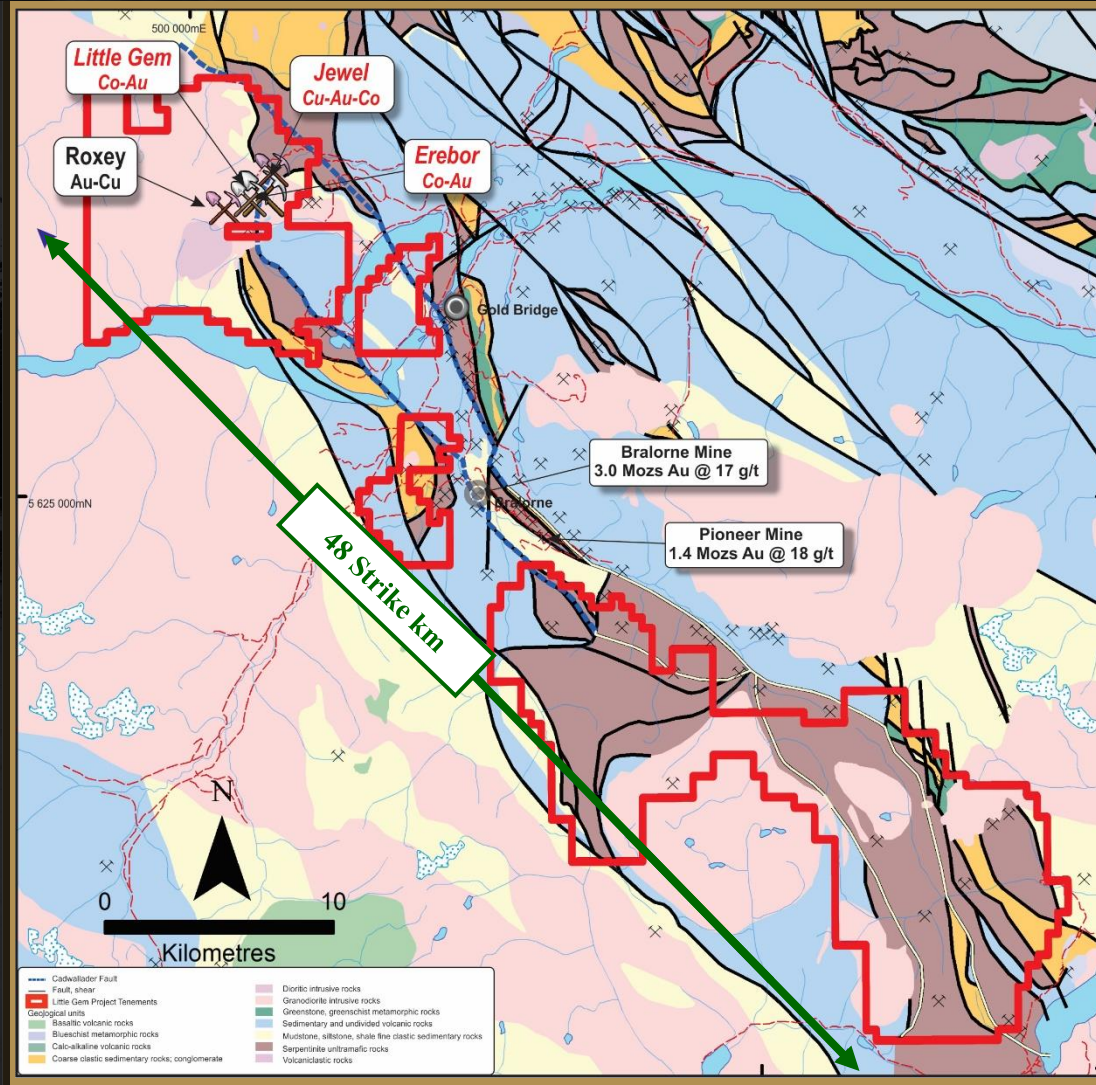 500 000mE
Little Gem
Co-Au
Jewel
Cu-Au-Co
Roxey
Au-Cu
Erebor
Co-Au
Gold Bridge
Bralorne Mine
3.0 Mozs Au @ 17 g/t
5 625 000mN
Bralorne
Pioneer Mine
1.4 Mozs Au @ 18 g/t
48 Strike km
N
0 10
Kilometres
Cadwallader Fault
Fault, shear
Little Gem Project Tenements
Geological units
Basaltic volcanic rocks
Blueschist metamorphic rocks
Calc-alkaline volcanic rocks
Coarse clastic sedimentary rocks; conglomerate
Dioritic intrusive rocks
Granodiorite intrusive rocks
Greenstone, greenschist metamorphic rocks
Sedimentary and undivided volcanic rocks
Mudstone, siltstone, shale fine clastic sedimentary rocks
Serpentinite unltramafic rocks
Volcaniclastic rocks